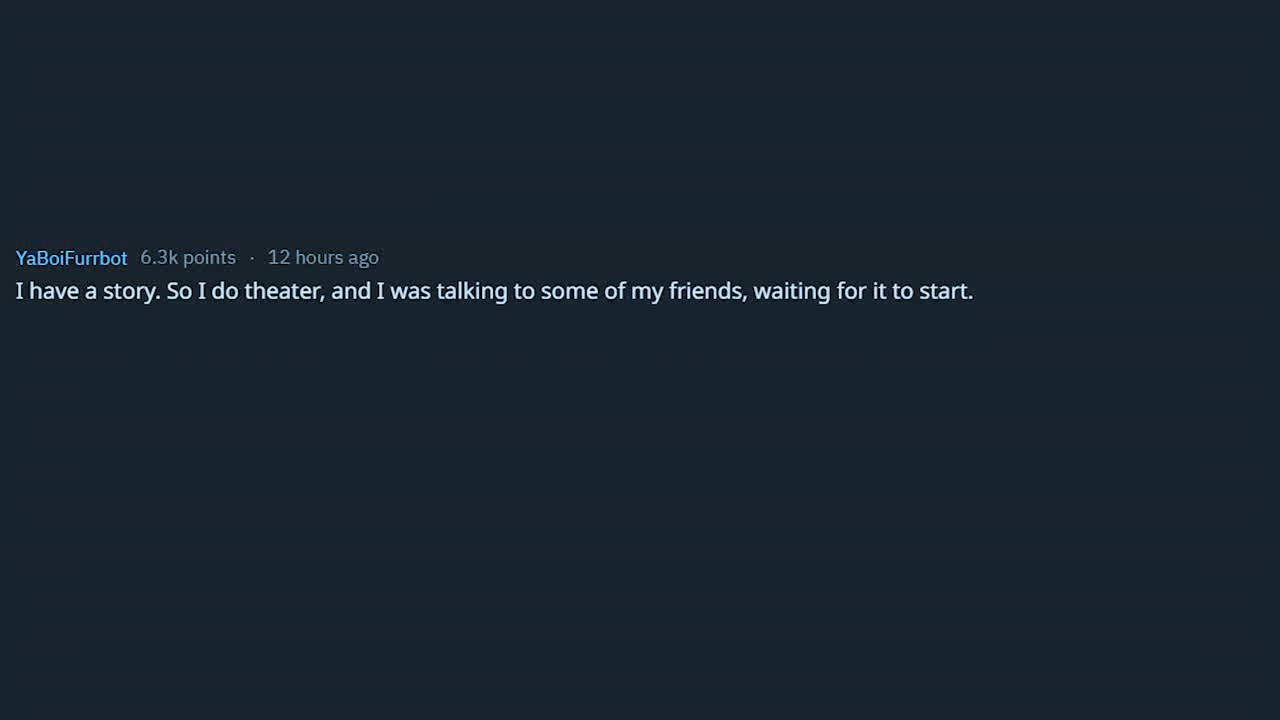 YaBoiFurrbot 6.3k points · 12 hours ago
I have a story. So I do theater, and I was talking to some of my friends, waiting for it to start.